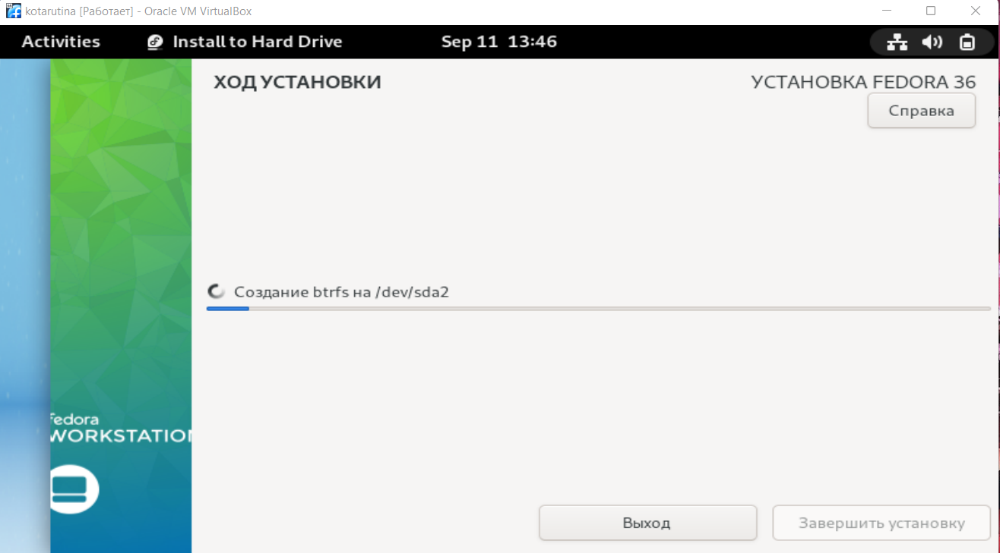 kotarutina [Работает] - Oracle VM VirtualBox
Activities Install to Hard Drive Sep 11 13:46
ХОД УСТАНОВКИ УСТАНОВКА FEDORA 36
Справка
Создание btrfs на /dev/sda2
fedora
WORKSTATION
Выход Завершить установку